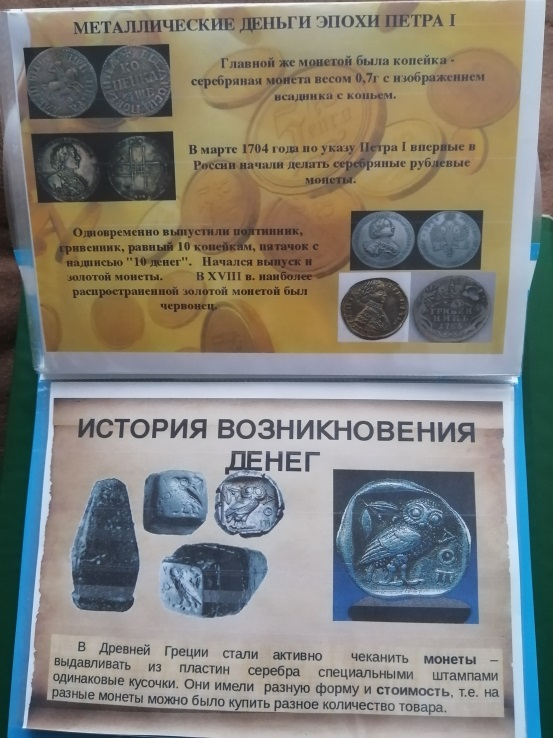 МЕТАЛЛИЧЕСКИЕ ДЕНЬГИ ЭПОХИ ПЕТРА I
Главной же монетой была копейка -
серебряная монета весом 0,7г с изображением
всадника с копьем.
В марте 1704 года по указу Петра I впервые в
России начали делать серебряные рублевые
монеты.
Одновременно выпустили полтинник,
гривенник, равный 10 копейкам, пятачок с
надписью "10 денег". Начался выпуск и
золотой монеты. В XVIII в. наиболее
распространенной золотой монетой был
червонец.
ИСТОРИЯ ВОЗНИКНОВЕНИЯ
ДЕНЕГ
В Древней Греции стали активно чеканить монеты –
выдавливать из пластин серебра специальными штампами
одинаковые кусочки. Они имели разную форму и стоимость, т.е. на
разные монеты можно было купить разное количество товара.